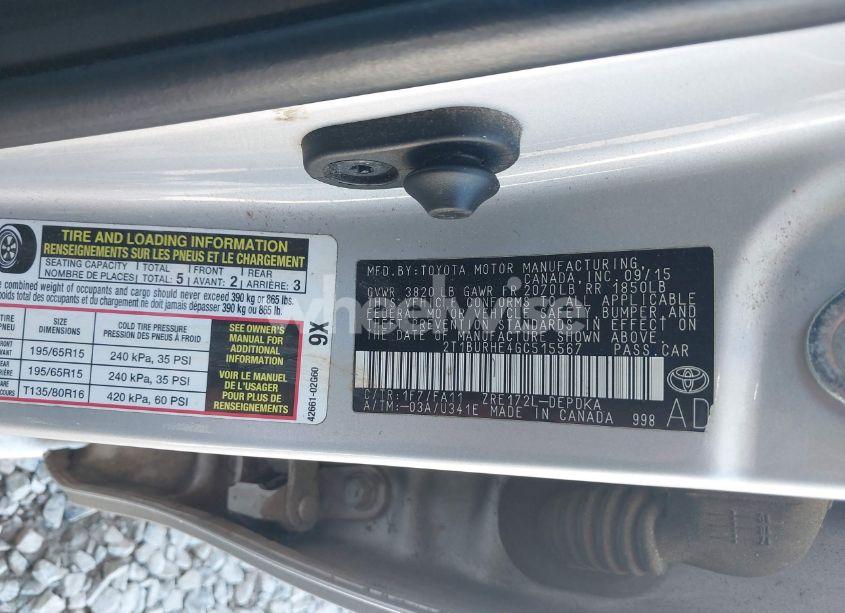 TIRE AND LOADING INFORMATION
RENSEIGNEMENTS SUR LES PNEUS ET LE CHARGEMENT
SEATING CAPACITY TOTAL 5 FRONT 2 REAR 3
NOMBRE DE PLACES: TOTAL AVANT: ARRIÈRE:
combined weight of occupants and cargo should never exceed 390 kg or 865 lbs.
total des occupants et du chargement ne doit jamais dépasser 390 kg ou 865 lb.
SIZE COLD TIRE PRESSURE
PNEU DIMENSIONS PRESSION DES PNEUS À FROID
195/65R15 240 kPa, 35 PSI
195/65R15 240 kPa, 35 PSI
T135/80R16 420 kPa, 60 PSI
SEE OWNER'S
MANUAL FOR
ADDITIONAL
INFORMATION
VOIR LE MANUEL
DE L'USAGER
POUR PLUS DE
RENSEIGNEMENTS
9X
42661-02G60
MFD.BY:TOYOTA MOTOR MANUFACTURING,
CANADA, INC. 09/15
GVWR 3820 LB GAWR FR 2020LB RR 1850LB
THIS VEHICLE CONFORMS TO ALL APPLICABLE
FEDERAL MOTOR VEHICLE SAFETY, BUMPER, AND
THEFT PREVENTION STANDARDS IN EFFECT ON
THE DATE OF MANUFACTURE SHOWN ABOVE.
2T1BURHE4GC515567 PASS.CAR
C/TR:1F7/FA11 ZRE172L-DEPDKA
A/TM:-03A/U341E MADE IN CANADA 998 AD
wheelwise